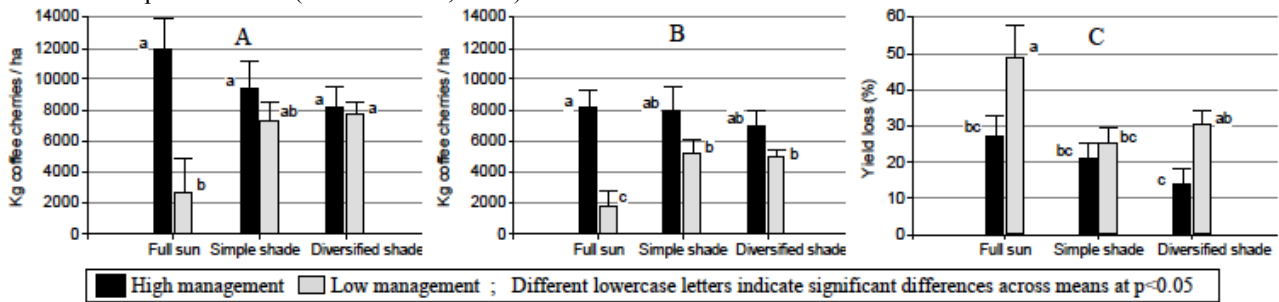 A
B
C
Kg coffee cherries / ha
14000
12000
10000
8000
6000
4000
2000
0
a
b
a
ab
a
a
Full sun Simple shade Diversified shade
Kg coffee cherries / ha
14000
12000
10000
8000
6000
4000
2000
0
a
c
ab
b
ab
b
Full sun Simple shade Diversified shade
Yield loss (%)
60
50
40
30
20
10
0
bc
a
bc
bc
c
ab
Full sun Simple shade Diversified shade
High management Low management ; Different lowercase letters indicate significant differences across means at p<0.05